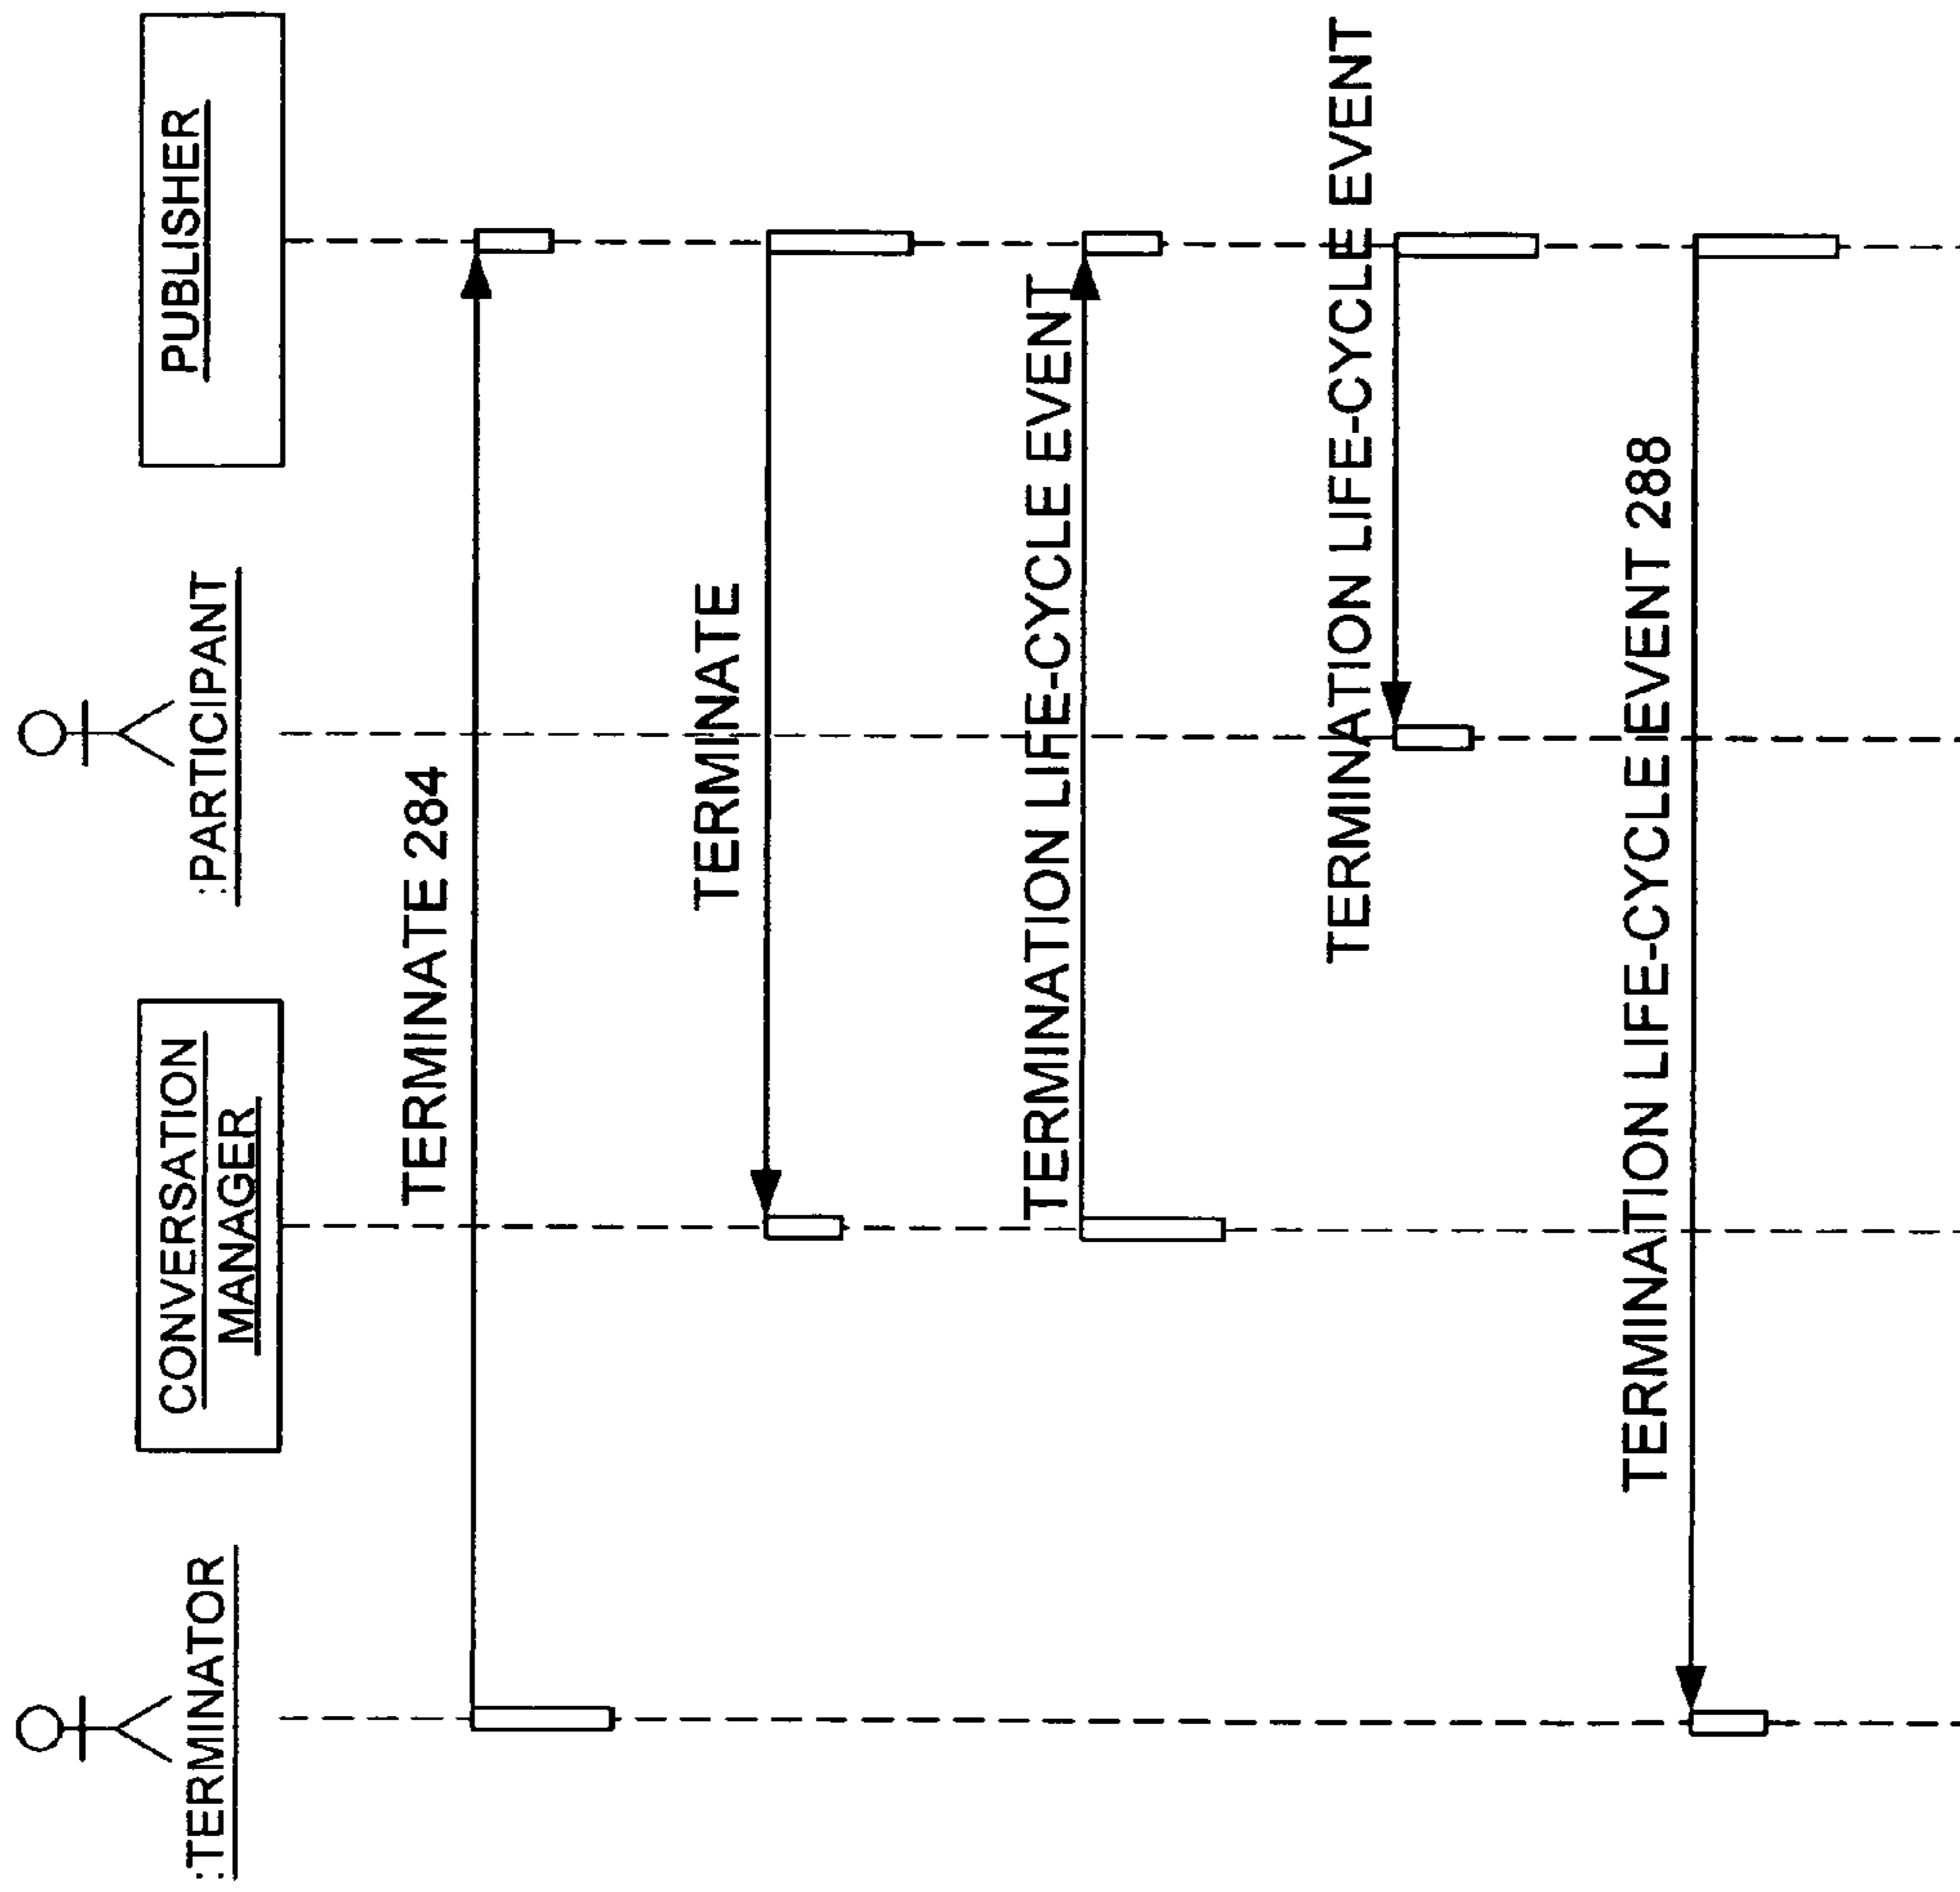 :TERMINATOR
CONVERSATION
MANAGER
:PARTICIPANT
PUBLISHER
TERMINATE 284
TERMINATE
TERMINATION LIFE-CYCLE EVENT
TERMINATION LIFE-CYCLE EVENT
TERMINATION LIFE-CYCLE EVENT 288